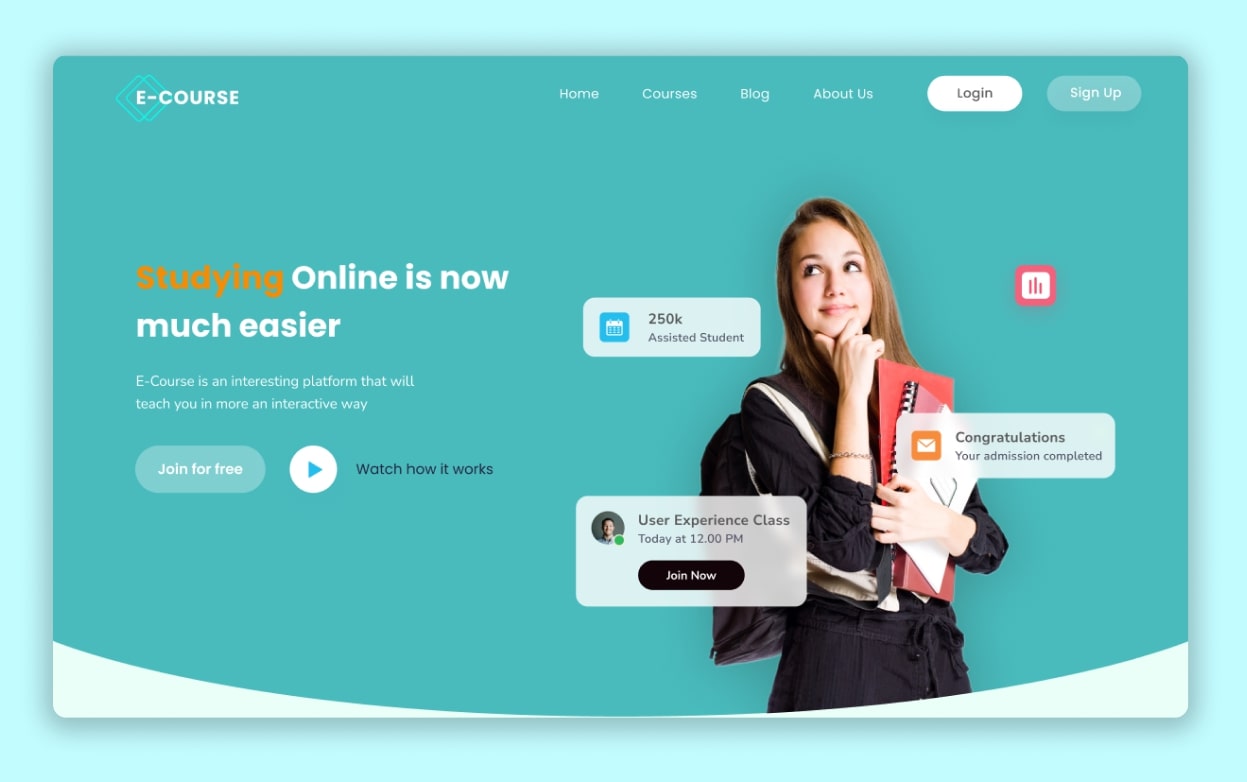 E-COURSE
Home
Courses
Blog
About Us
Login
Sign Up
Studying Online is now
much easier
E-Course is an interesting platform that will
teach you in more an interactive way
Join for free
Watch how it works
250k
Assisted Student
Congratulations
Your admission completed
User Experience Class
Today at 12.00 PM
Join Now